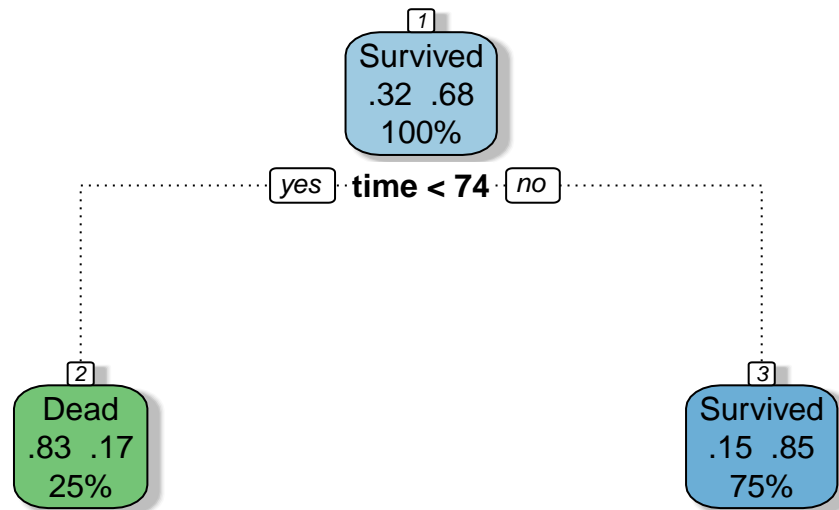 1
Survived
.32 .68
100%
yes time < 74 no
2
Dead
.83 .17
25%
3
Survived
.15 .85
75%